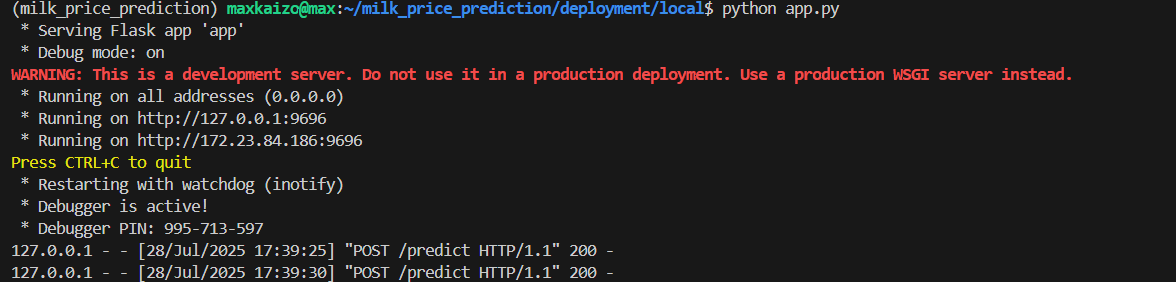 (milk_price_prediction) maxkaizo@max:~/milk_price_prediction/deployment/local$ python app.py
 * Serving Flask app 'app'
 * Debug mode: on
WARNING: This is a development server. Do not use it in a production deployment. Use a production WSGI server instead.
 * Running on all addresses (0.0.0.0)
 * Running on http://127.0.0.1:9696
 * Running on http://172.23.84.186:9696
Press CTRL+C to quit
 * Restarting with watchdog (inotify)
 * Debugger is active!
 * Debugger PIN: 995-713-597
127.0.0.1 - - [28/Jul/2025 17:39:25] "POST /predict HTTP/1.1" 200 -
127.0.0.1 - - [28/Jul/2025 17:39:30] "POST /predict HTTP/1.1" 200 -